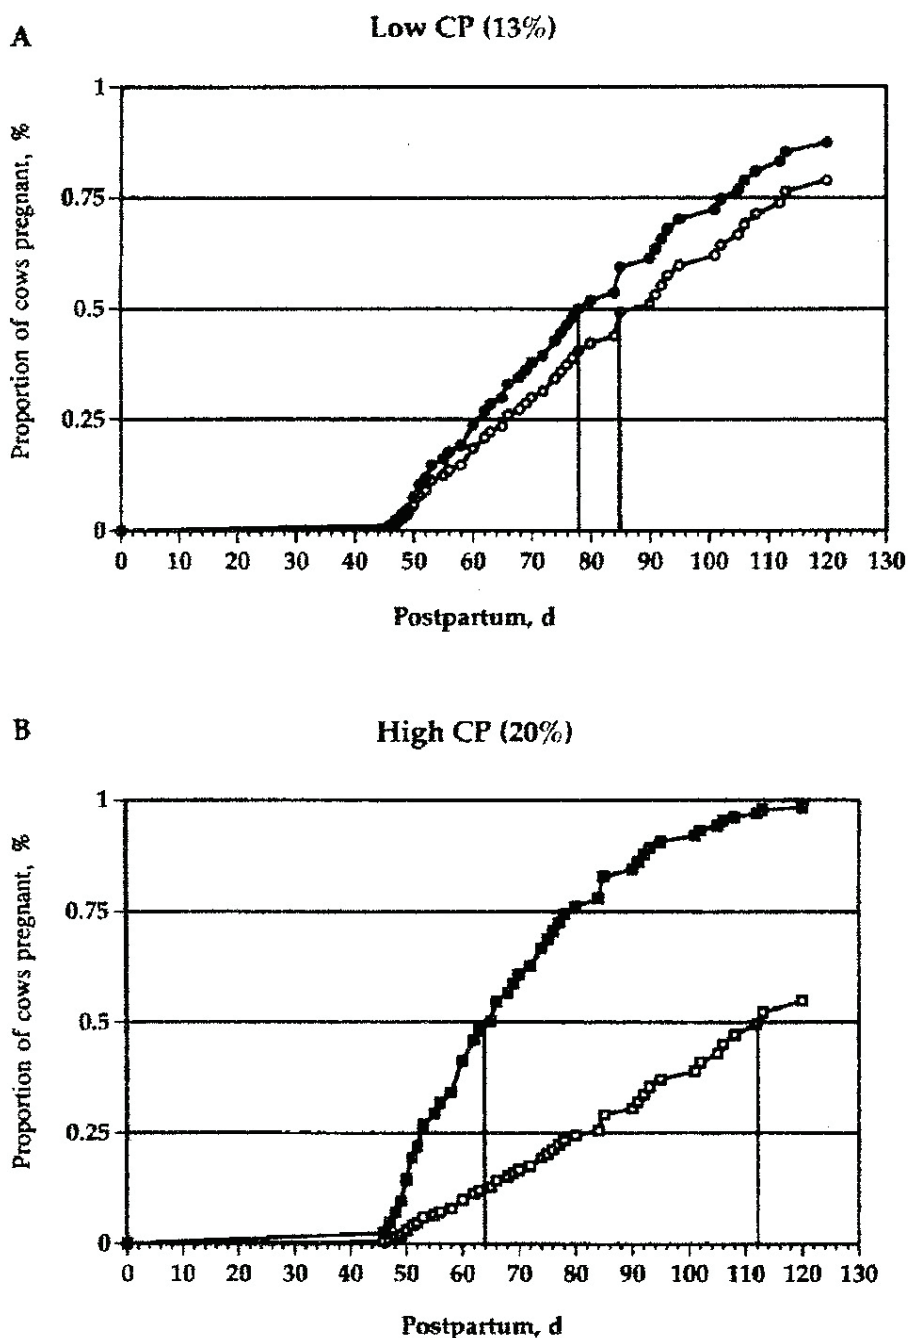 A
Low CP (13%)
Proportion of cows pregnant, %
1
0.75
0.5
0.25
0
0 10 20 30 40 50 60 70 80 90 100 110 120 130
Postpartum, d
B
High CP (20%)
Proportion of cows pregnant, %
1
0.75
0.5
0.25
0
0 10 20 30 40 50 60 70 80 90 100 110 120 130
Postpartum, d